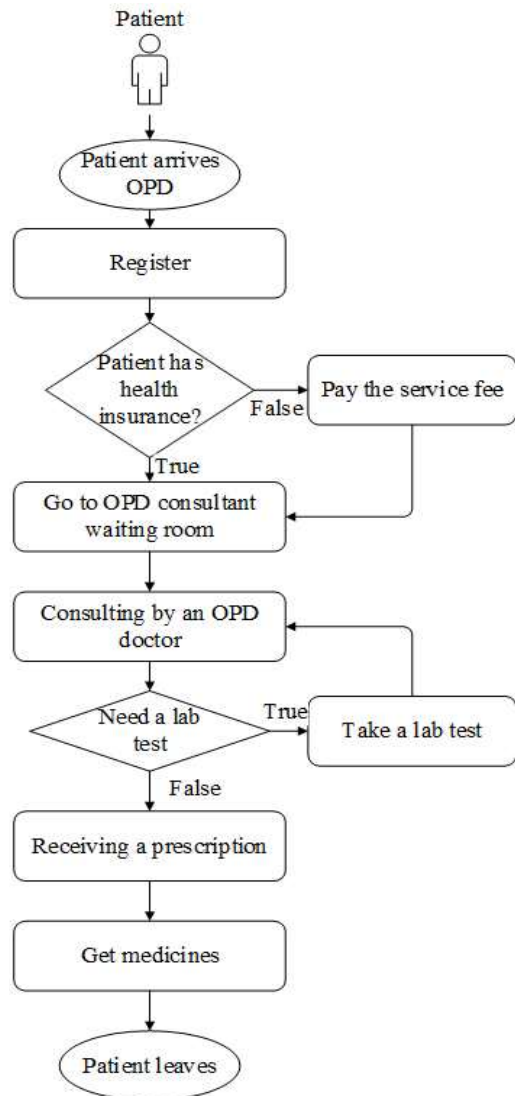 Patient
Patient arrives
OPD
Register
Patient has
health
insurance?
False
Pay the service fee
True
Go to OPD consultant
waiting room
Consulting by an OPD
doctor
Need a lab
test
True
Take a lab test
False
Receiving a prescription
Get medicines
Patient leaves